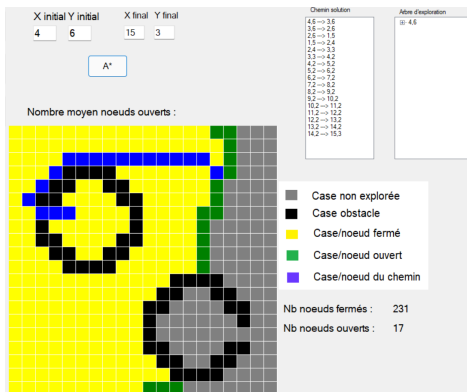 X initial Y initial
X final Y final
4 6 15 3
A*
Nombre moyen noeuds ouverts :
Chemin solution
4,6 --> 3,6
3,6 --> 2,6
2,6 --> 1,5
1,5 --> 2,4
2,4 --> 3,3
3,3 --> 4,2
4,2 --> 5,2
5,2 --> 6,2
6,2 --> 7,2
7,2 --> 8,2
8,2 --> 9,2
9,2 --> 10,2
10,2 --> 11,2
11,2 --> 12,2
12,2 --> 13,2
13,2 --> 14,2
14,2 --> 15,3
Arbre d'exploration
4,6
Case non explorée
Case obstacle
Case/noeud fermé
Case/noeud ouvert
Case/noeud du chemin
Nb noeuds fermés : 231
Nb noeuds ouverts : 17